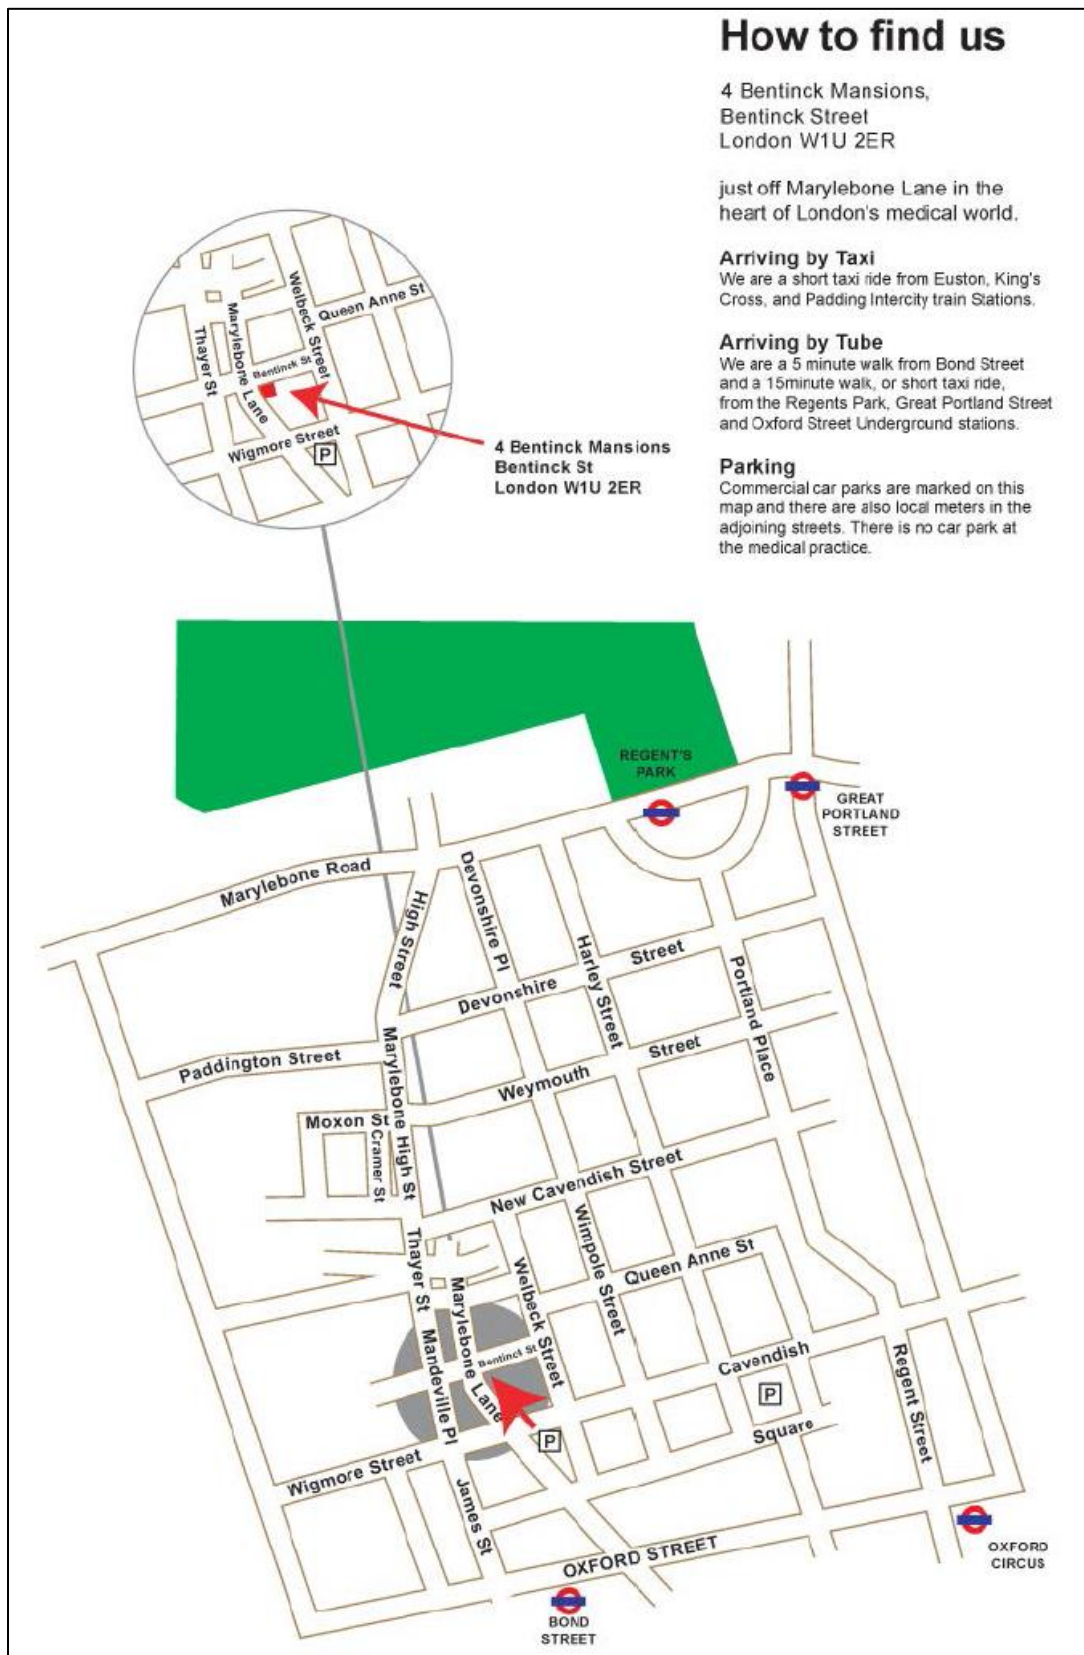 How to find us
4 Bentinck Mansions,
Bentinck Street
London W1U 2ER
just off Marylebone Lane in the
heart of London's medical world.
Arriving by Taxi
We are a short taxi ride from Euston, King's
Cross, and Padding Intercity train Stations.
Arriving by Tube
We are a 5 minute walk from Bond Street
and a 15minute walk, or short taxi ride,
from the Regents Park, Great Portland Street
and Oxford Street Underground stations.
Parking
Commercial car parks are marked on this
map and there are also local meters in the
adjoining streets. There is no car park at
the medical practice.
Welbeck Street
Queen Anne St
Marylebone Lane
Thayer St
Bentinck St
Wigmore Street
P
4 Bentinck Mansions
Bentinck St
London W1U 2ER
REGENT'S
PARK
GREAT
PORTLAND
STREET
Marylebone Road
High Street
Devonshire Pl
Harley Street
Devonshire Street
Portland Place
Paddington Street
Marylebone High St
Weymouth Street
Moxon St
Cramer St
New Cavendish Street
Thayer St
Wimpole Street
Queen Anne St
Welbeck Street
Marylebone Lane
Mandeville Pl
Bentinct St
Cavendish
P
Square
Regent Street
P
Wigmore Street
James St
OXFORD STREET
OXFORD
CIRCUS
BOND
STREET